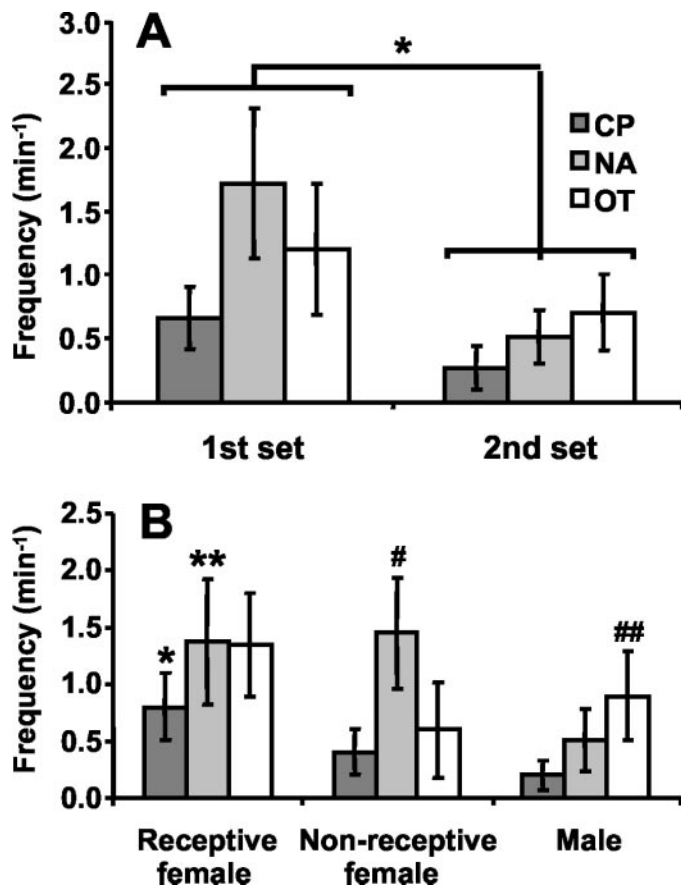 A
*
3.0
2.5
2.0
1.5
1.0
0.5
0.0
Frequency (min⁻¹)
CP
NA
OT
1st set
2nd set
B
2.5
2.0
1.5
1.0
0.5
0.0
Frequency (min⁻¹)
*
**
#
##
Receptive
female
Non-receptive
female
Male